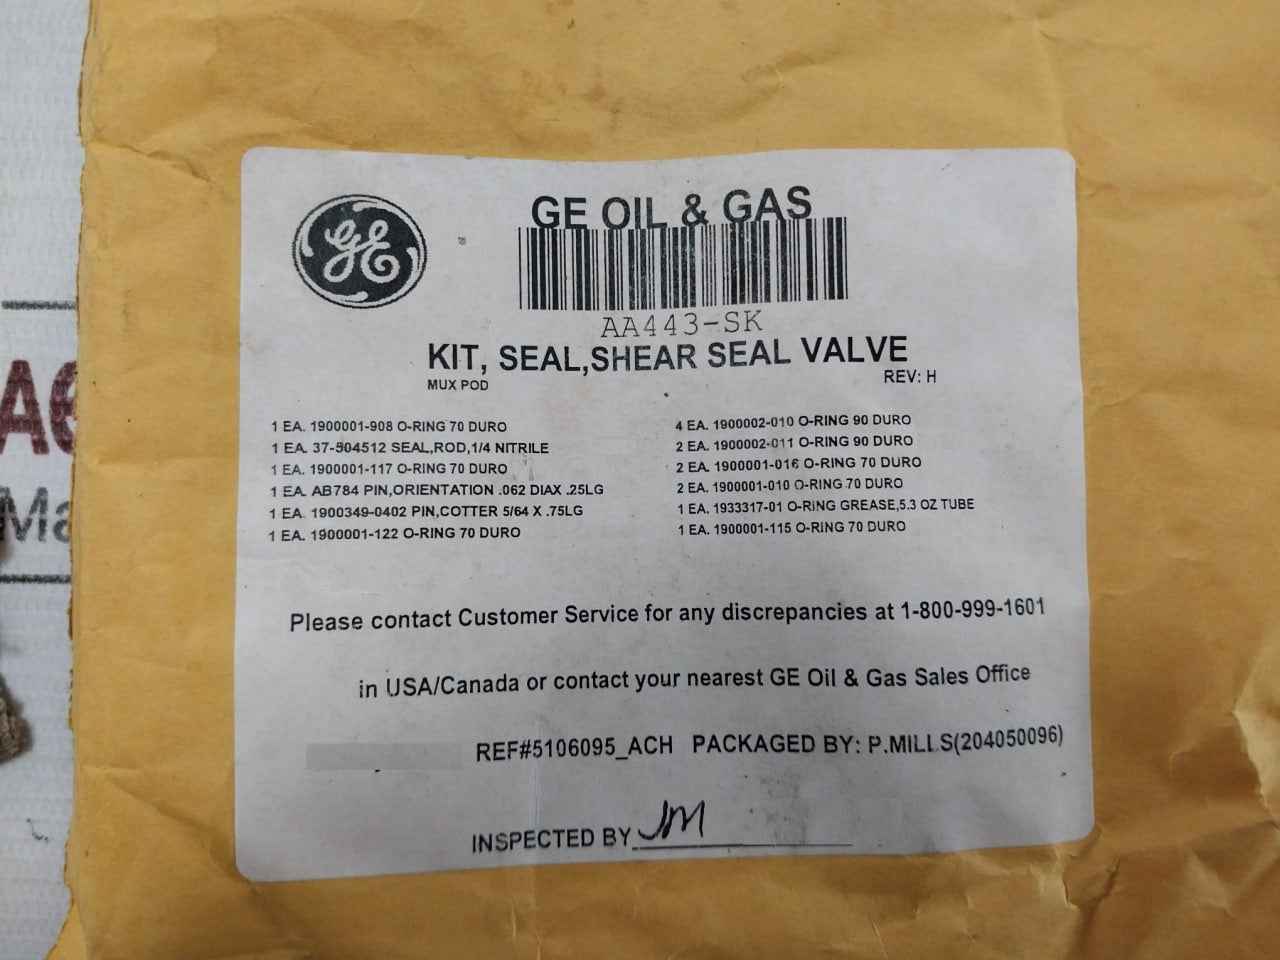 GE
GE OIL & GAS
AA443-SK
KIT, SEAL,SHEAR SEAL VALVE
MUX POD
REV: H
1 EA. 1900001-908 O-RING 70 DURO
1 EA. 37-504512 SEAL,ROD,1/4 NITRILE
1 EA. 1900001-117 O-RING 70 DURO
1 EA. AB784 PIN,ORIENTATION .062 DIAX .25LG
1 EA. 1900349-0402 PIN,COTTER 5/64 X .75LG
1 EA. 1900001-122 O-RING 70 DURO
4 EA. 1900002-010 O-RING 90 DURO
2 EA. 1900002-011 O-RING 90 DURO
2 EA. 1900001-016 O-RING 70 DURO
2 EA. 1900001-010 O-RING 70 DURO
1 EA. 1933317-01 O-RING GREASE,5.3 OZ TUBE
1 EA. 1900001-115 O-RING 70 DURO
Please contact Customer Service for any discrepancies at 1-800-999-1601
in USA/Canada or contact your nearest GE Oil & Gas Sales Office
REF#5106095_ACH PACKAGED BY: P.MILLS(204050096)
INSPECTED BY JM